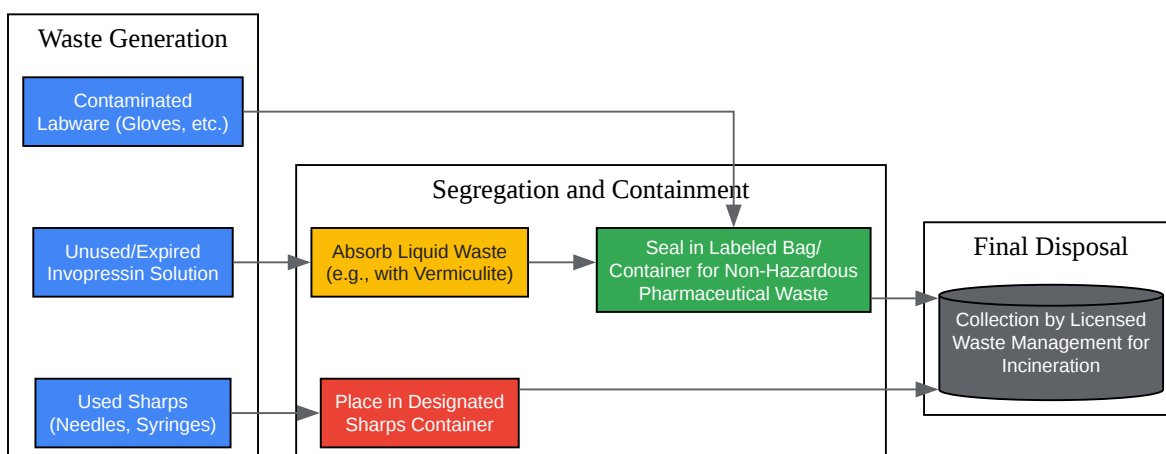 Waste Generation
Contaminated
Labware (Gloves, etc.)
Unused/Expired
Invopressin Solution
Used Sharps
(Needles, Syringes)
Segregation and Containment
Absorb Liquid Waste
(e.g., with Vermiculite)
Seal in Labeled Bag/
Container for Non-Hazardous
Pharmaceutical Waste
Place in Designated
Sharps Container
Final Disposal
Collection by Licensed
Waste Management for
Incineration